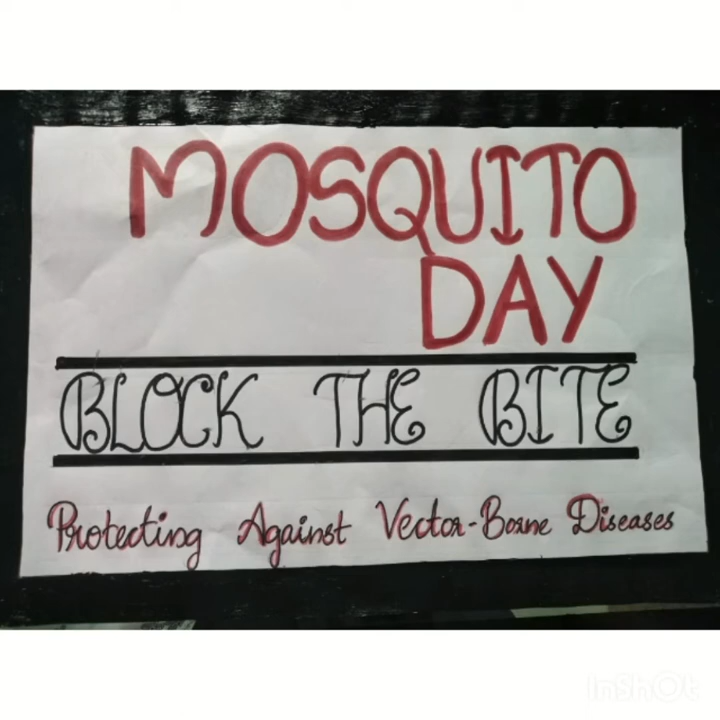 MOSQUITO
DAY
BLOCK THE BITE
Protecting Against Vector-Borne Diseases
InShOt